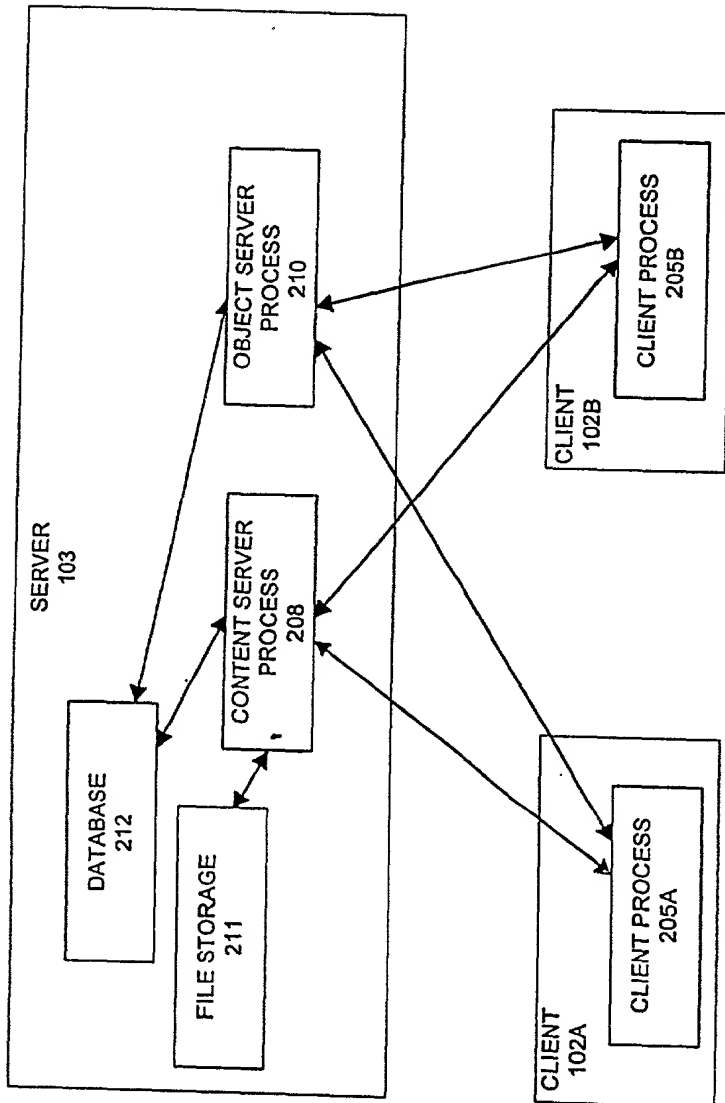 SERVER
103
DATABASE
212
FILE STORAGE
211
CONTENT SERVER
PROCESS
208
OBJECT SERVER
PROCESS
210
CLIENT
102A
CLIENT PROCESS
205A
CLIENT
102B
CLIENT PROCESS
205B